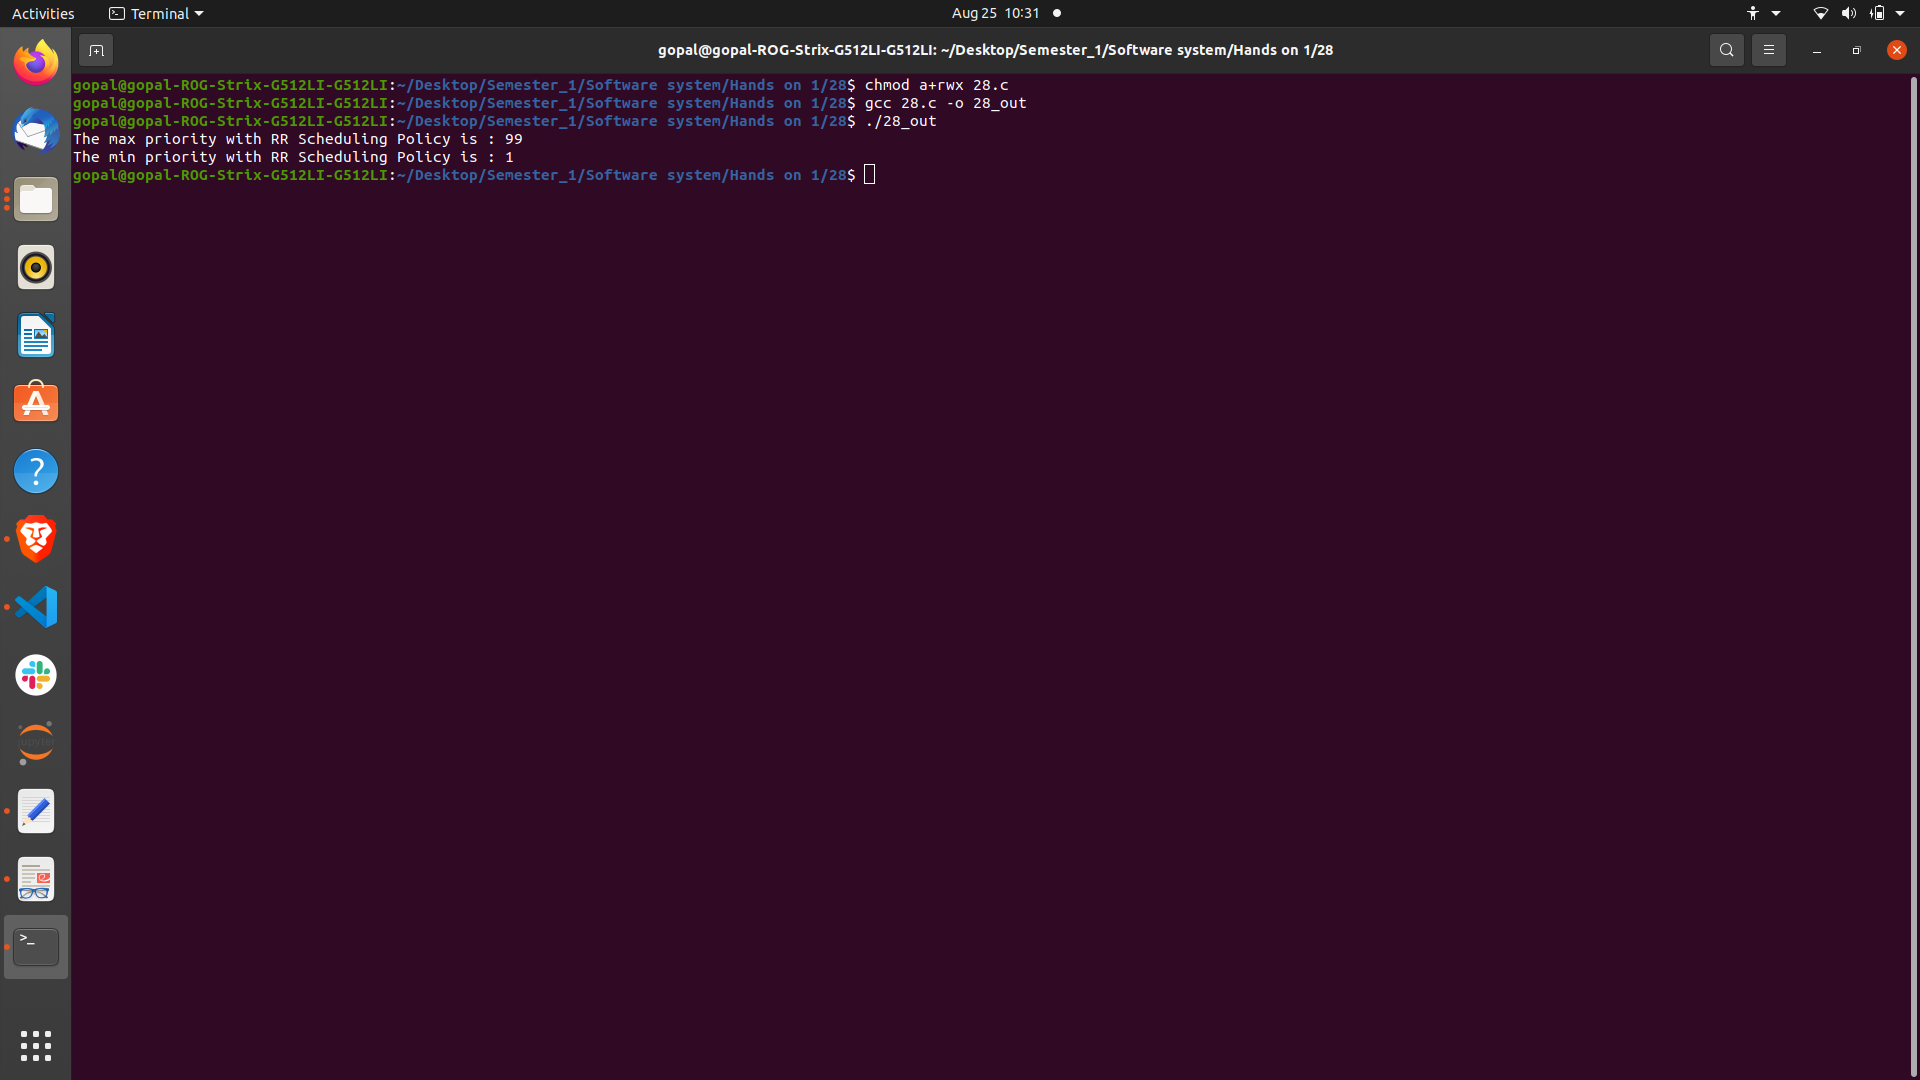 Activities
Terminal
Aug 25 10:31
gopal@gopal-ROG-Strix-G512LI-G512LI: ~/Desktop/Semester_1/Software system/Hands on 1/28
gopal@gopal-ROG-Strix-G512LI-G512LI:~/Desktop/Semester_1/Software system/Hands on 1/28$ chmod a+rwx 28.c
gopal@gopal-ROG-Strix-G512LI-G512LI:~/Desktop/Semester_1/Software system/Hands on 1/28$ gcc 28.c -o 28_out
gopal@gopal-ROG-Strix-G512LI-G512LI:~/Desktop/Semester_1/Software system/Hands on 1/28$ ./28_out
The max priority with RR Scheduling Policy is : 99
The min priority with RR Scheduling Policy is : 1
gopal@gopal-ROG-Strix-G512LI-G512LI:~/Desktop/Semester_1/Software system/Hands on 1/28$
?
jupyter
>_